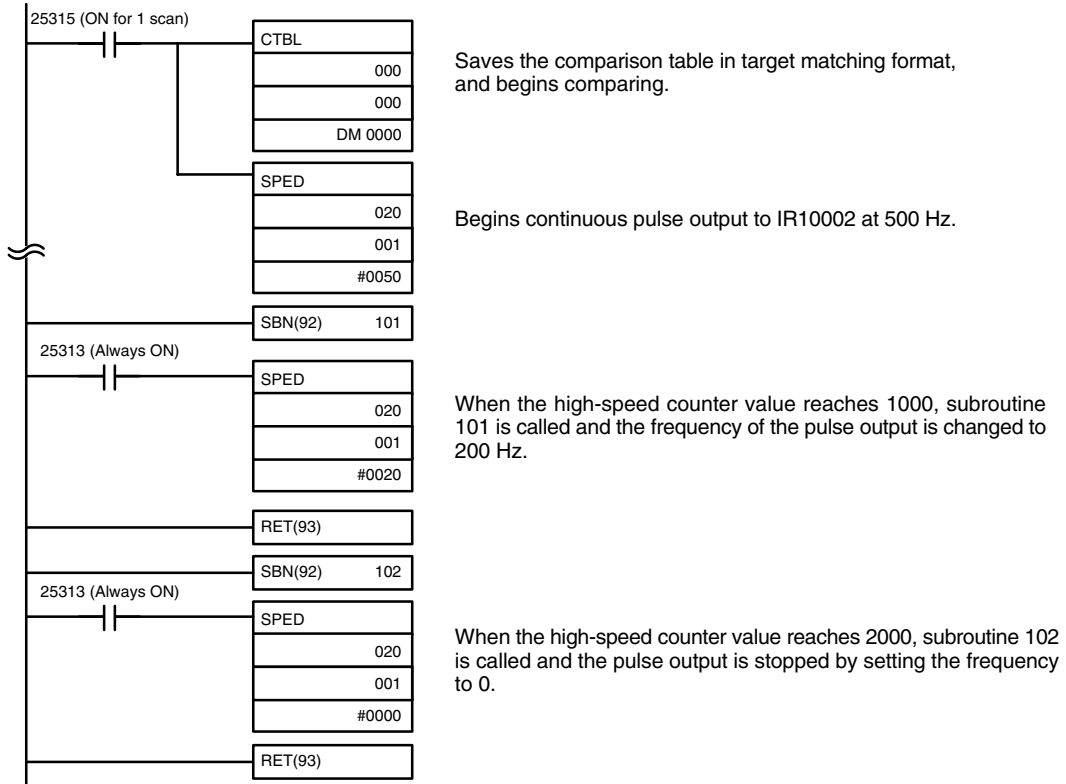 25315 (ON for 1 scan)
CTBL
000
000
DM 0000
Saves the comparison table in target matching format,
and begins comparing.
SPED
020
001
#0050
Begins continuous pulse output to IR10002 at 500 Hz.
SBN(92) 101
25313 (Always ON)
SPED
020
001
#0020
When the high-speed counter value reaches 1000, subroutine
101 is called and the frequency of the pulse output is changed to
200 Hz.
RET(93)
SBN(92) 102
25313 (Always ON)
SPED
020
001
#0000
When the high-speed counter value reaches 2000, subroutine 102
is called and the pulse output is stopped by setting the frequency
to 0.
RET(93)